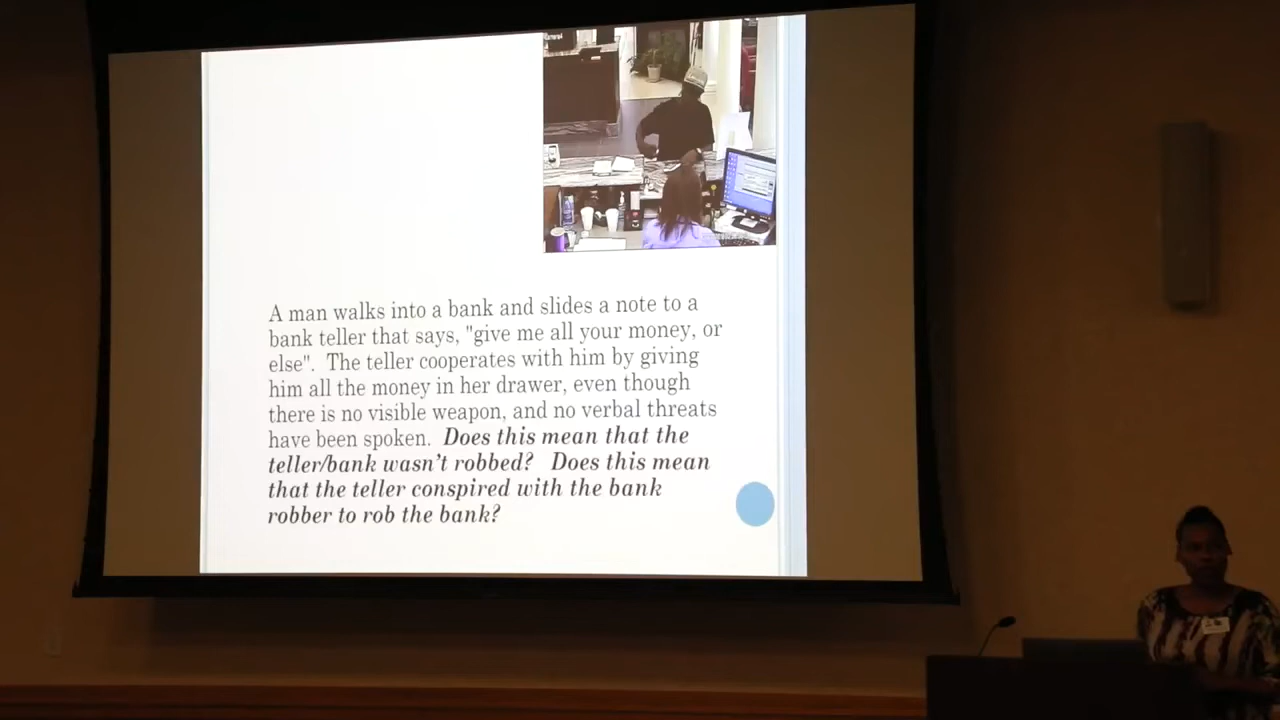 A man walks into a bank and slides a note to a
bank teller that says, "give me all your money, or
else".  The teller cooperates with him by giving
him all the money in her drawer, even though
there is no visible weapon, and no verbal threats
have been spoken.  Does this mean that the
teller/bank wasn't robbed?   Does this mean
that the teller conspired with the bank
robber to rob the bank?